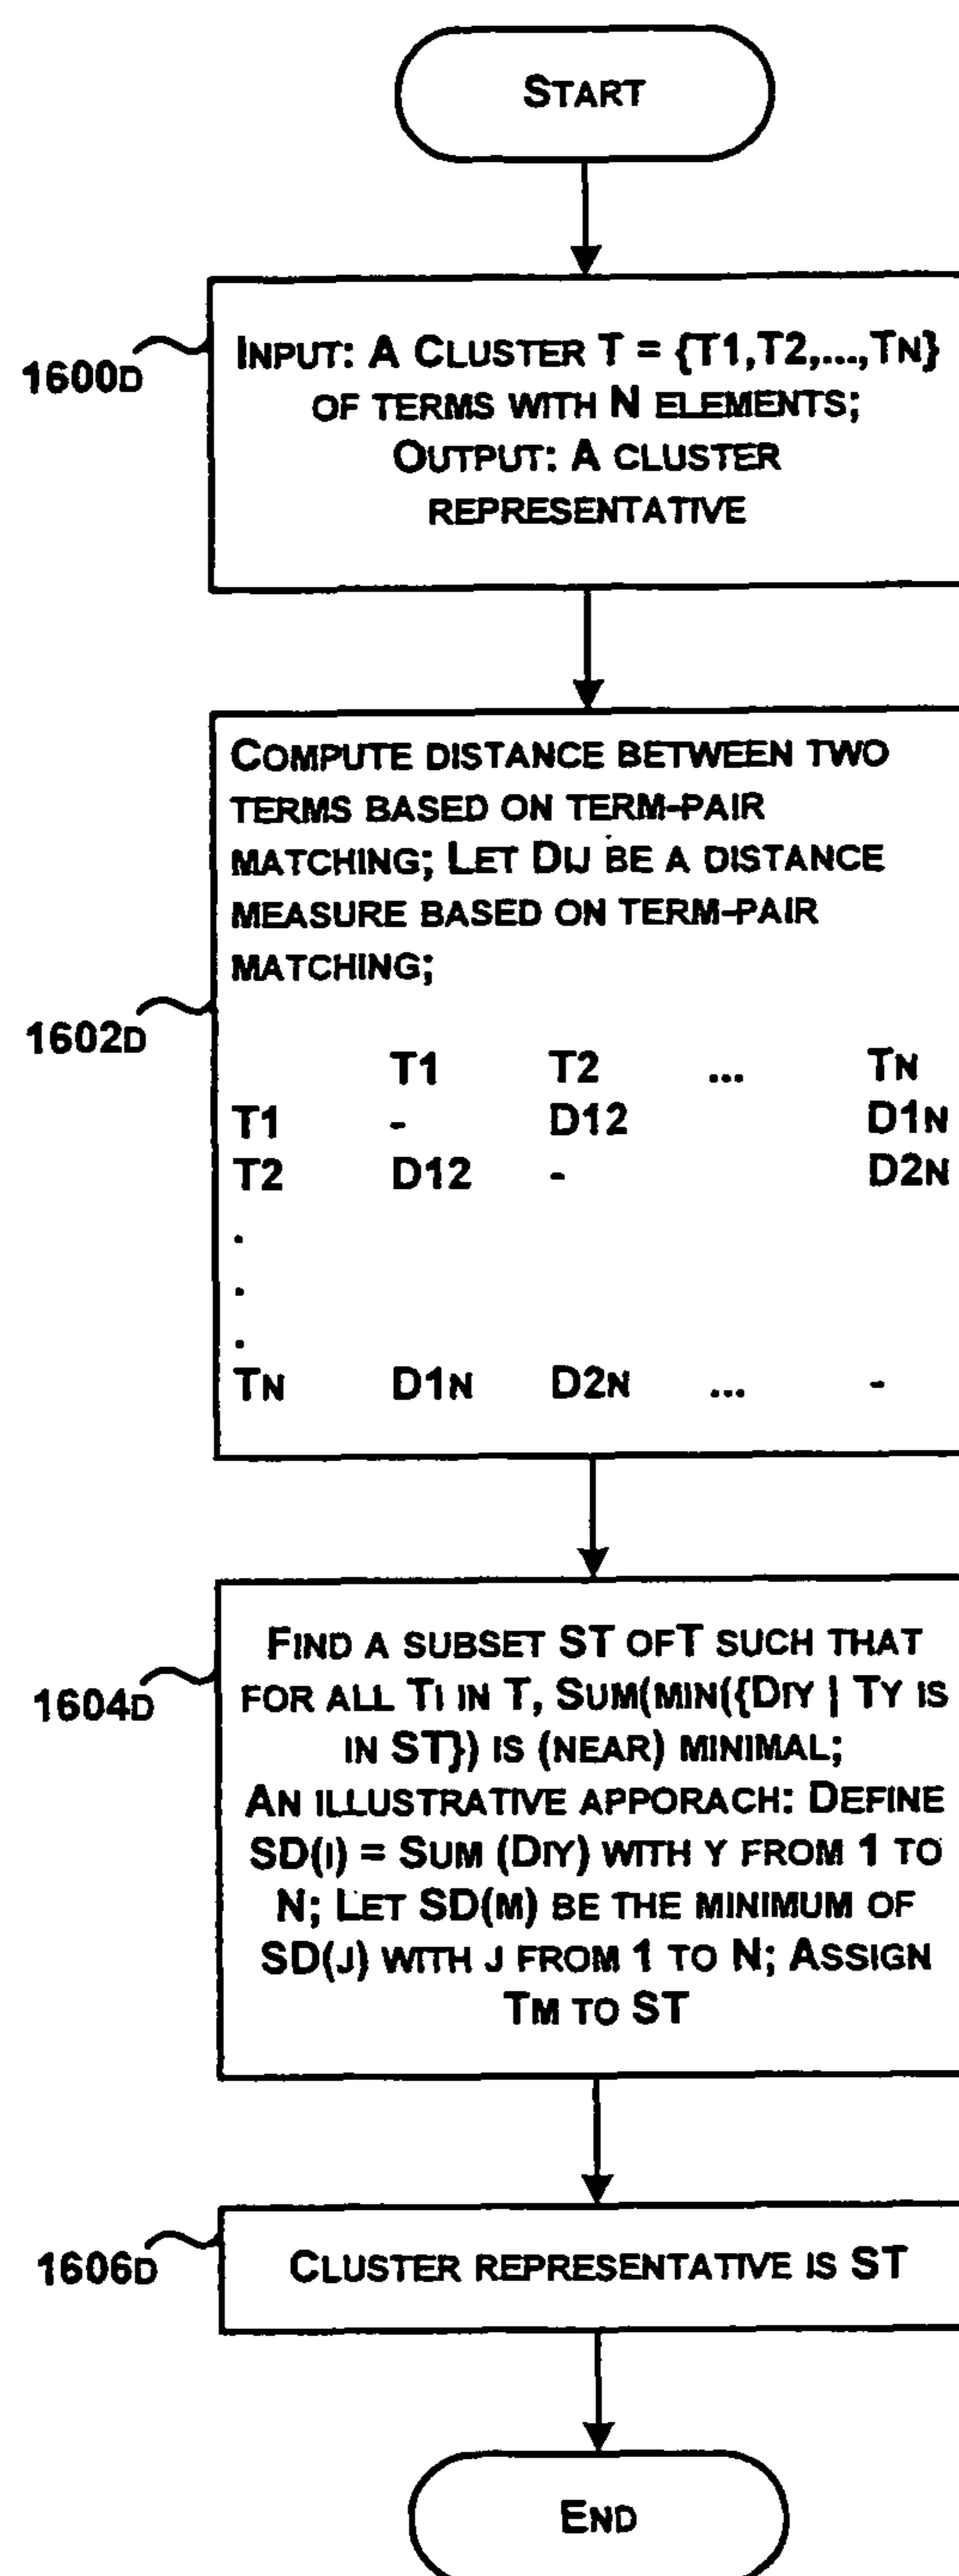 START
1600D
INPUT: A CLUSTER T = {T1,T2,...,TN}
OF TERMS WITH N ELEMENTS;
OUTPUT: A CLUSTER
REPRESENTATIVE
COMPUTE DISTANCE BETWEEN TWO
TERMS BASED ON TERM-PAIR
MATCHING; LET DIJ BE A DISTANCE
MEASURE BASED ON TERM-PAIR
MATCHING;
1602D
T1 T2 ... TN
T1 - D12 D1N
T2 D12 - D2N
.
.
.
TN D1N D2N ... -
1604D
FIND A SUBSET ST OFT SUCH THAT
FOR ALL TI IN T, SUM(MIN({DIY | TY IS
IN ST}) IS (NEAR) MINIMAL;
AN ILLUSTRATIVE APPORACH: DEFINE
SD(I) = SUM (DIY) WITH Y FROM 1 TO
N; LET SD(M) BE THE MINIMUM OF
SD(J) WITH J FROM 1 TO N; ASSIGN
TM TO ST
1606D
CLUSTER REPRESENTATIVE IS ST
END